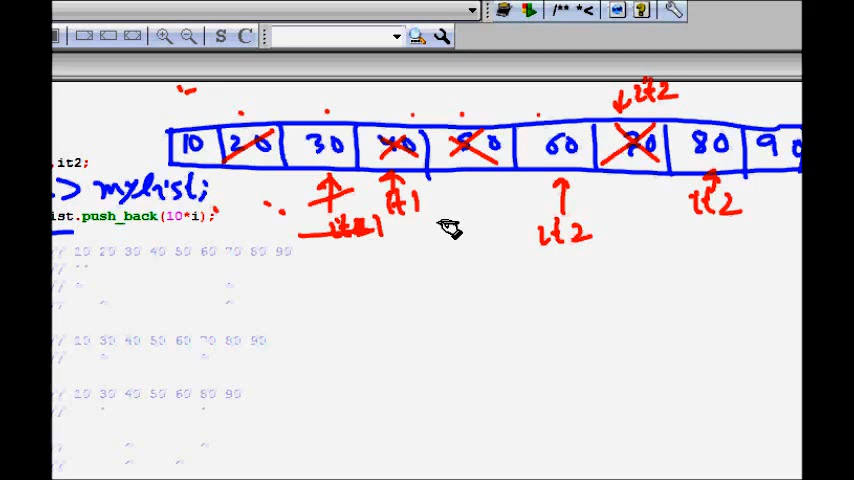 /** *<
S C
it2
10 20 30 40 50 60 70 80 90
.it2;
> mylist;
it1 it1 it2 it2
ist.push_back(10*i);
// 10 20 30 40 50 60 70 80 90
// ^^
// ^ ^
// ^ ^
// 10 30 40 50 60 70 80 90
// ^ ^
// 10 30 40 50 60 80 90
// ^
^
^ ^